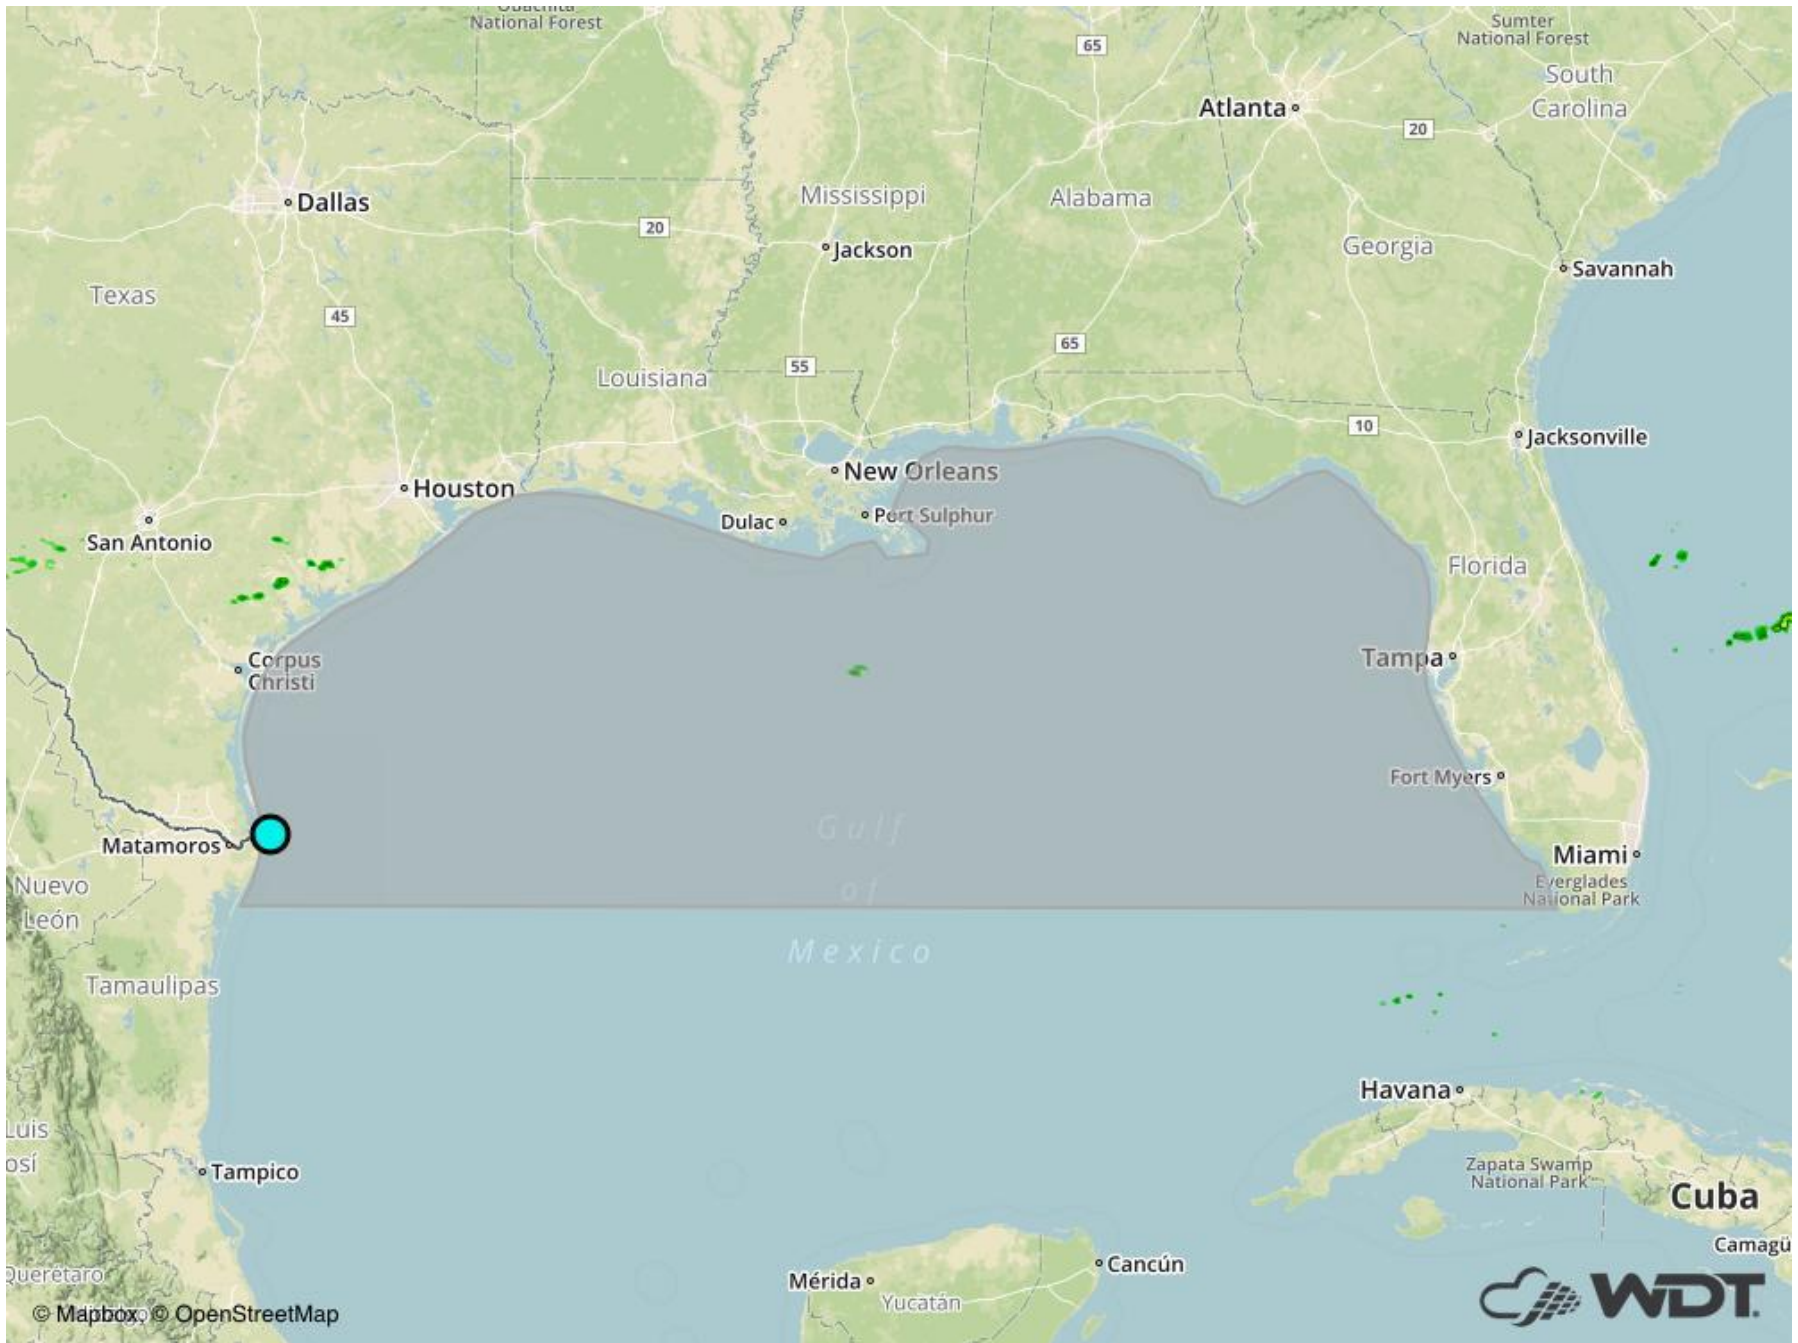 National Forest
Sumter
National Forest
65
South
Carolina
Atlanta
20
Dallas
Mississippi
Alabama
20
Jackson
Georgia
Savannah
Texas
45
65
55
Louisiana
10
Jacksonville
New Orleans
Houston
Dulac
Port Sulphur
San Antonio
Florida
Corpus
Christi
Tampa
Fort Myers
Gulf
of
Mexico
Matamoros
Miami
Everglades
National Park
Nuevo
León
Tamaulipas
Havana
Luis
osí
Tampico
Zapata Swamp
National Park
Cuba
Camagü
Cancún
Querétaro
Mérida
Yucatán
WDT
© Mapbox, © OpenStreetMap